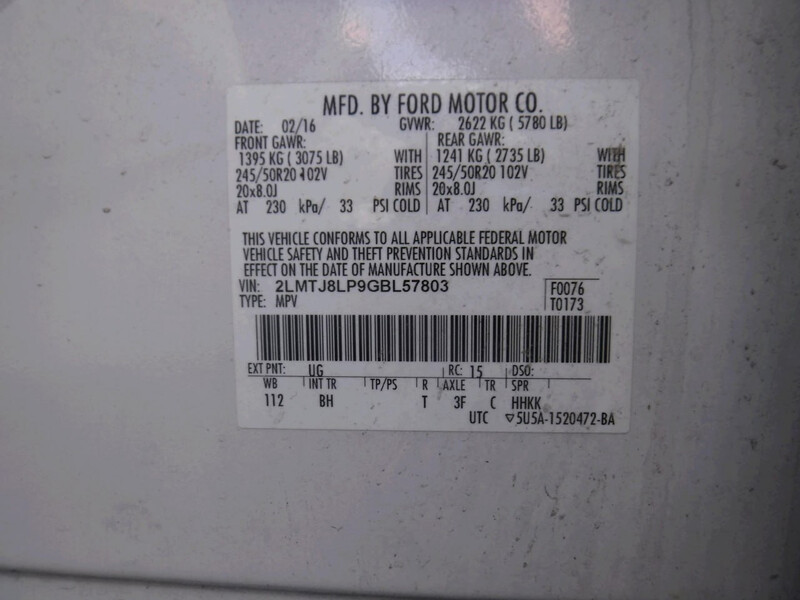 MFD. BY FORD MOTOR CO.
DATE: 02/16 GVWR: 2622 KG ( 5780 LB)
FRONT GAWR: REAR GAWR:
1395 KG ( 3075 LB) WITH 1241 KG ( 2735 LB) WITH
245/50R20 102V TIRES 245/50R20 102V TIRES
20x8.0J RIMS 20x8.0J RIMS
AT 230 kPa/ 33 PSI COLD AT 230 kPa/ 33 PSI COLD
THIS VEHICLE CONFORMS TO ALL APPLICABLE FEDERAL MOTOR
VEHICLE SAFETY AND THEFT PREVENTION STANDARDS IN
EFFECT ON THE DATE OF MANUFACTURE SHOWN ABOVE.
VIN: 2LMTJ8LP9GBL57803 F0076
TYPE: MPV T0173
EXT PNT: UG RC: 15 DSO:
WB INT TR TP/PS R AXLE TR SPR
112 BH T 3F C HHKK
UTC ▽5U5A-1520472-BA